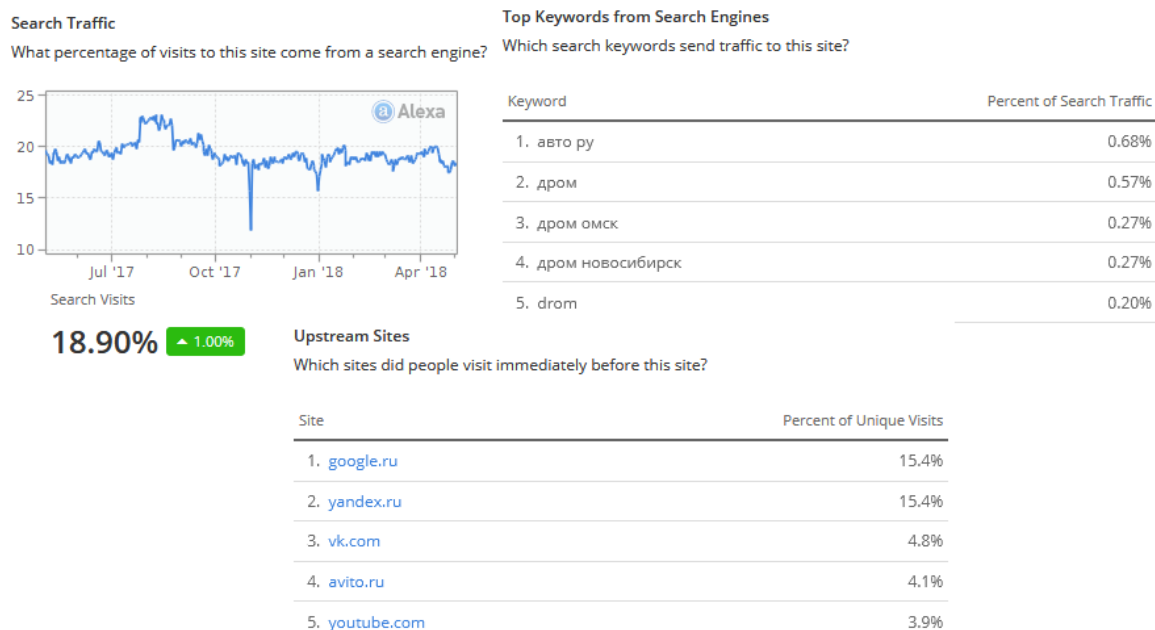 Search Traffic
What percentage of visits to this site come from a search engine?
25
20
15
10
Alexa
Jul '17 Oct '17 Jan '18 Apr '18
Search Visits
18.90% 1.00%
Top Keywords from Search Engines
Which search keywords send traffic to this site?
Keyword Percent of Search Traffic
1. авто ру 0.68%
2. дром 0.57%
3. дром омск 0.27%
4. дром новосибирск 0.27%
5. drom 0.20%
Upstream Sites
Which sites did people visit immediately before this site?
Site Percent of Unique Visits
1. google.ru 15.4%
2. yandex.ru 15.4%
3. vk.com 4.8%
4. avito.ru 4.1%
5. youtube.com 3.9%